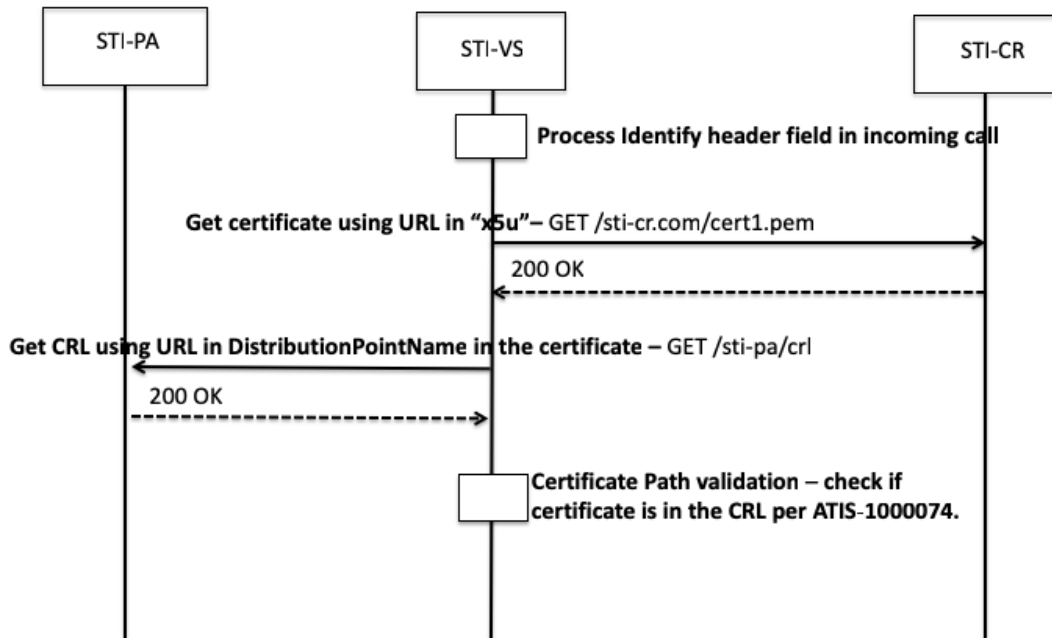 STI-PA
STI-VS
STI-CR
Process Identify header field in incoming call
Get certificate using URL in “x5u”– GET /sti-cr.com/cert1.pem
200 OK
Get CRL using URL in DistributionPointName in the certificate – GET /sti-pa/crl
200 OK
Certificate Path validation – check if
certificate is in the CRL per ATIS-1000074.